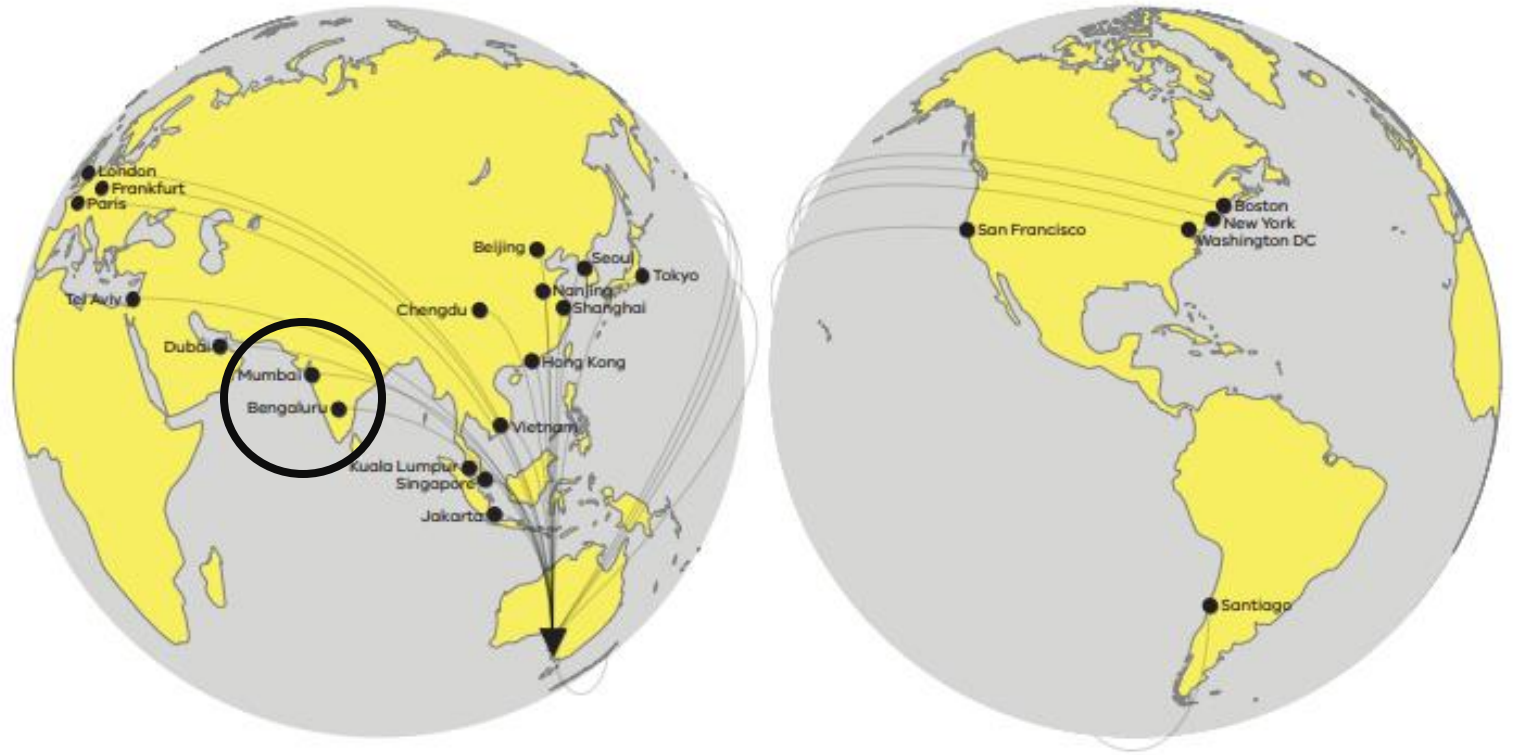 London
Frankfurt
Paris
Beijing
Seoul
Tokyo
Tel Aviv
Nanjing
Chengdu
Shanghai
Dubai
Hong Kong
Mumbai
Bengaluru
Vietnam
Kuala Lumpur
Singapore
Jakarta
Boston
New York
San Francisco
Washington DC
Santiago